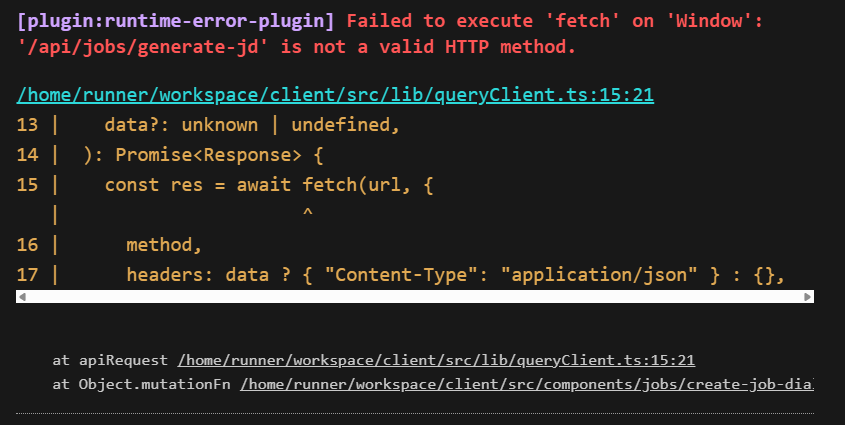 [plugin:runtime-error-plugin] Failed to execute 'fetch' on 'Window':
'/api/jobs/generate-jd' is not a valid HTTP method.
/home/runner/workspace/client/src/lib/queryClient.ts:15:21
13 |    data?: unknown | undefined,
14 |  ): Promise<Response> {
15 |    const res = await fetch(url, {
   |                      ^
16 |      method,
17 |      headers: data ? { "Content-Type": "application/json" } : {},
at apiRequest /home/runner/workspace/client/src/lib/queryClient.ts:15:21
at Object.mutationFn /home/runner/workspace/client/src/components/jobs/create-job-dia